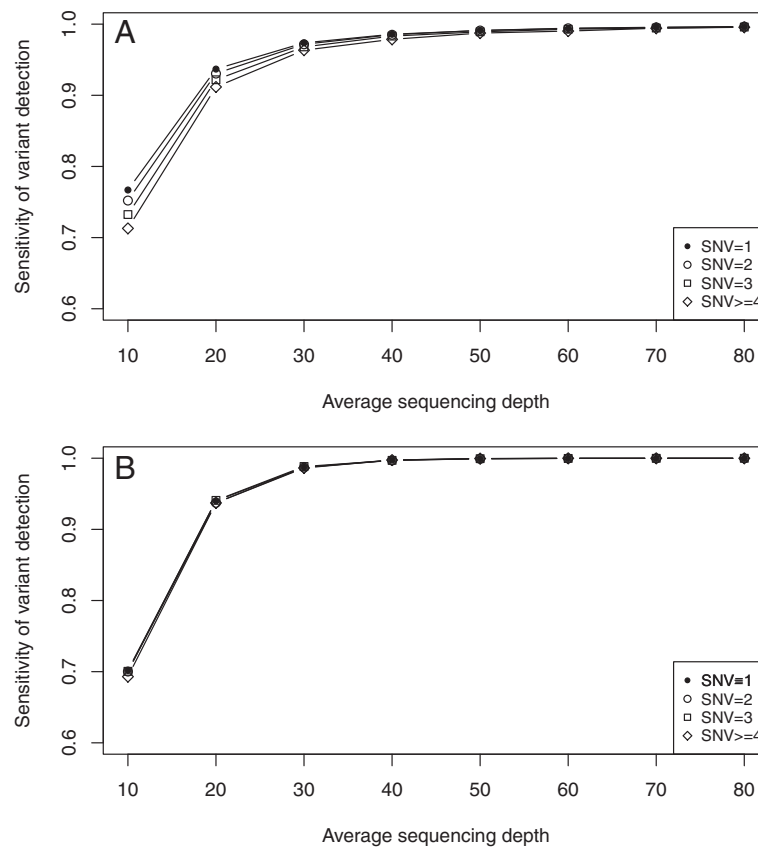 A
Sensitivity of variant detection
1.0
0.9
0.8
0.7
0.6
SNV=1
SNV=2
SNV=3
SNV>=4
10 20 30 40 50 60 70 80
Average sequencing depth
B
Sensitivity of variant detection
1.0
0.9
0.8
0.7
0.6
SNV=1
SNV=2
SNV=3
SNV>=4
10 20 30 40 50 60 70 80
Average sequencing depth